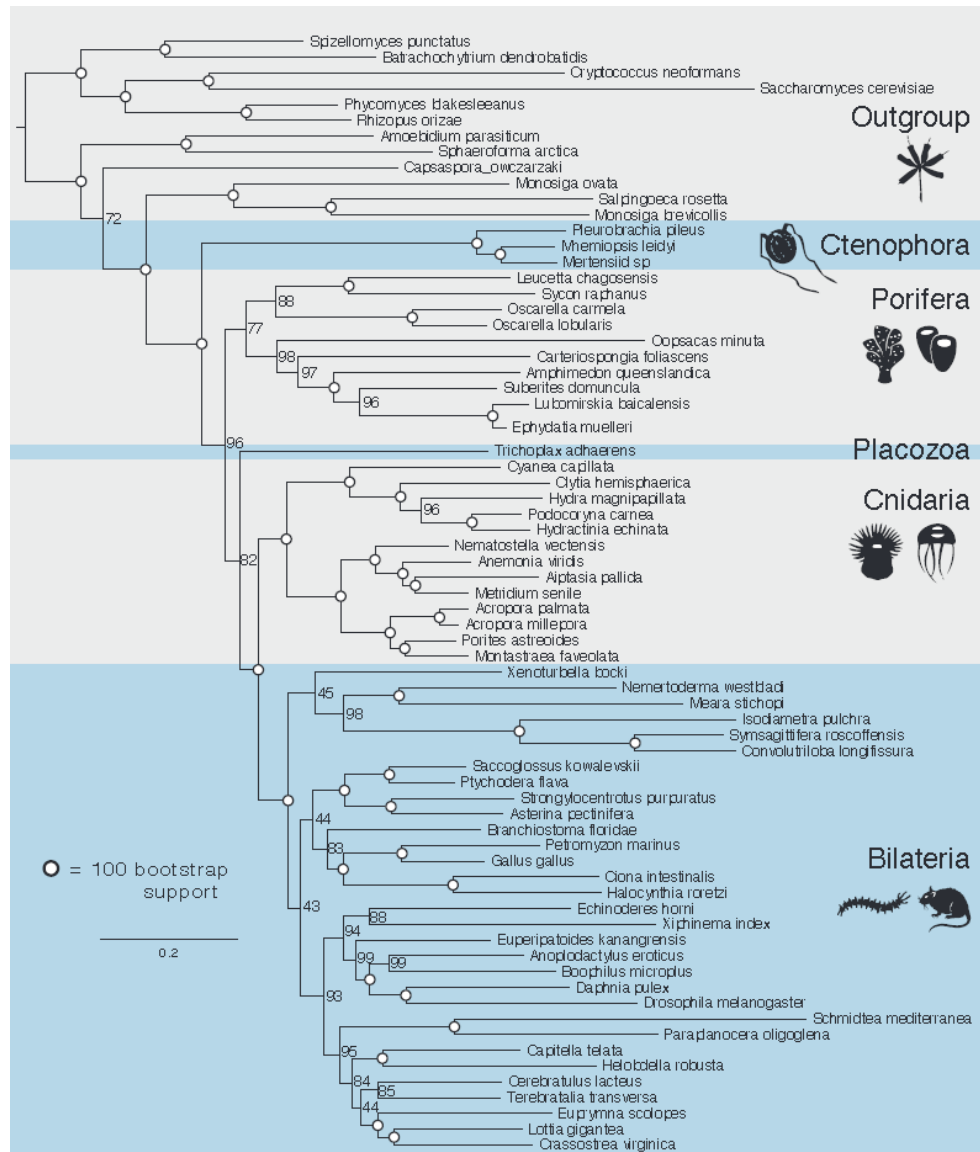 Spizellomyces punctatus
Batrachochytrium dendrobatidis
Cryptococcus neoformans
Saccharomyces cerevisiae
Phycomyces blakesleeanus
Rhizopus orizae
Outgroup
Amoebidium parasiticum
Sphaeroforma arctica
Capsaspora_owczarzaki
Monosiga ovata
Salpingoeca rosetta
Monosiga brevicollis
72
Pleurobrachia pileus
Mnemiopsis leidyi
Mertensiid sp
Ctenophora
Leucetta chagosensis
Sycon raphanus
88
Oscarella carmela
Oscarella lobularis
Porifera
77
Oopsacas minuta
98
Carteriospongia foliascens
97
Amphimedon queenslandica
Suberites domuncula
96
Lubomirskia baicalensis
Ephydatia muelleri
96
Trichoplax adhaerens
Placozoa
Cyanea capillata
Clytia hemisphaerica
Hydra magnipapillata
96
Podocoryna carnea
Hydractinia echinata
Cnidaria
Nematostella vectensis
Anemonia viridis
82
Aiptasia pallida
Metridium senile
Acropora palmata
Acropora millepora
Porites astreoides
Montastraea faveolata
Xenoturbella bocki
45
Nemertoderma westbladi
Meara stichopi
98
Isodiametra pulchra
Symsagittifera roscoffensis
Convolutriloba longifissura
Saccoglossus kowalevskii
Ptychodera flava
Strongylocentrotus purpuratus
Asterina pectinifera
44
Branchiostoma floridae
83
Petromyzon marinus
Gallus gallus
Ciona intestinalis
Halocynthia roretzi
Bilateria
= 100 bootstrap
support
0.2
43
Echinoderes horni
88
Xiphinema index
94
Euperipatoides kanangrensis
99
Anoplodactylus eroticus
99
Boophilus microplus
Daphnia pulex
Drosophila melanogaster
93
Schmidtea mediterranea
Paraplanocera oligoglena
95
Capitella telata
Helobdella robusta
84
Cerebratulus lacteus
85
Terebratalia transversa
44
Euprymna scolopes
Lottia gigantea
Crassostrea virginica